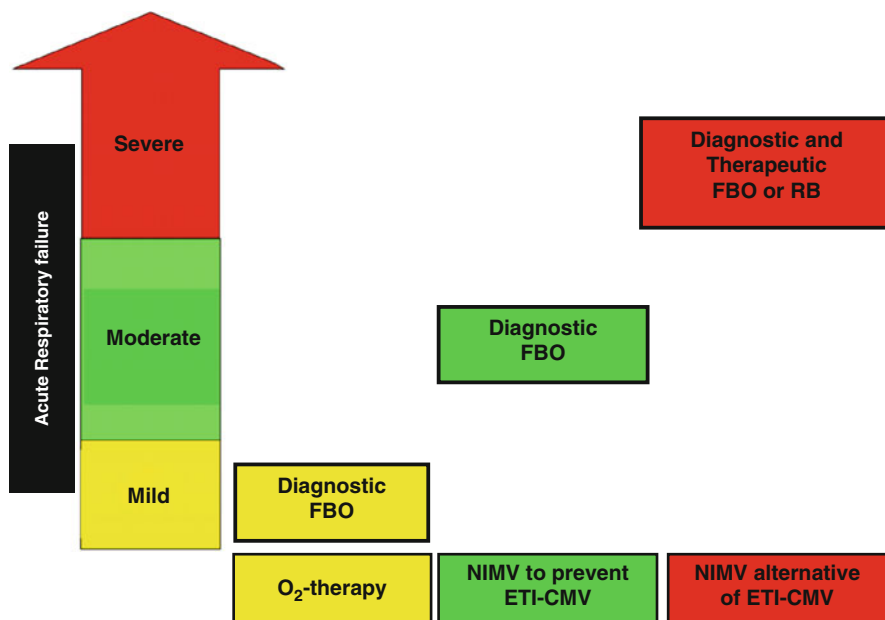 Acute Respiratory failure
Severe
Moderate
Mild
Diagnostic and
Therapeutic
FBO or RB
Diagnostic
FBO
Diagnostic
FBO
O₂-therapy
NIMV to prevent
ETI-CMV
NIMV alternative
of ETI-CMV